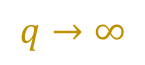 q → ∞